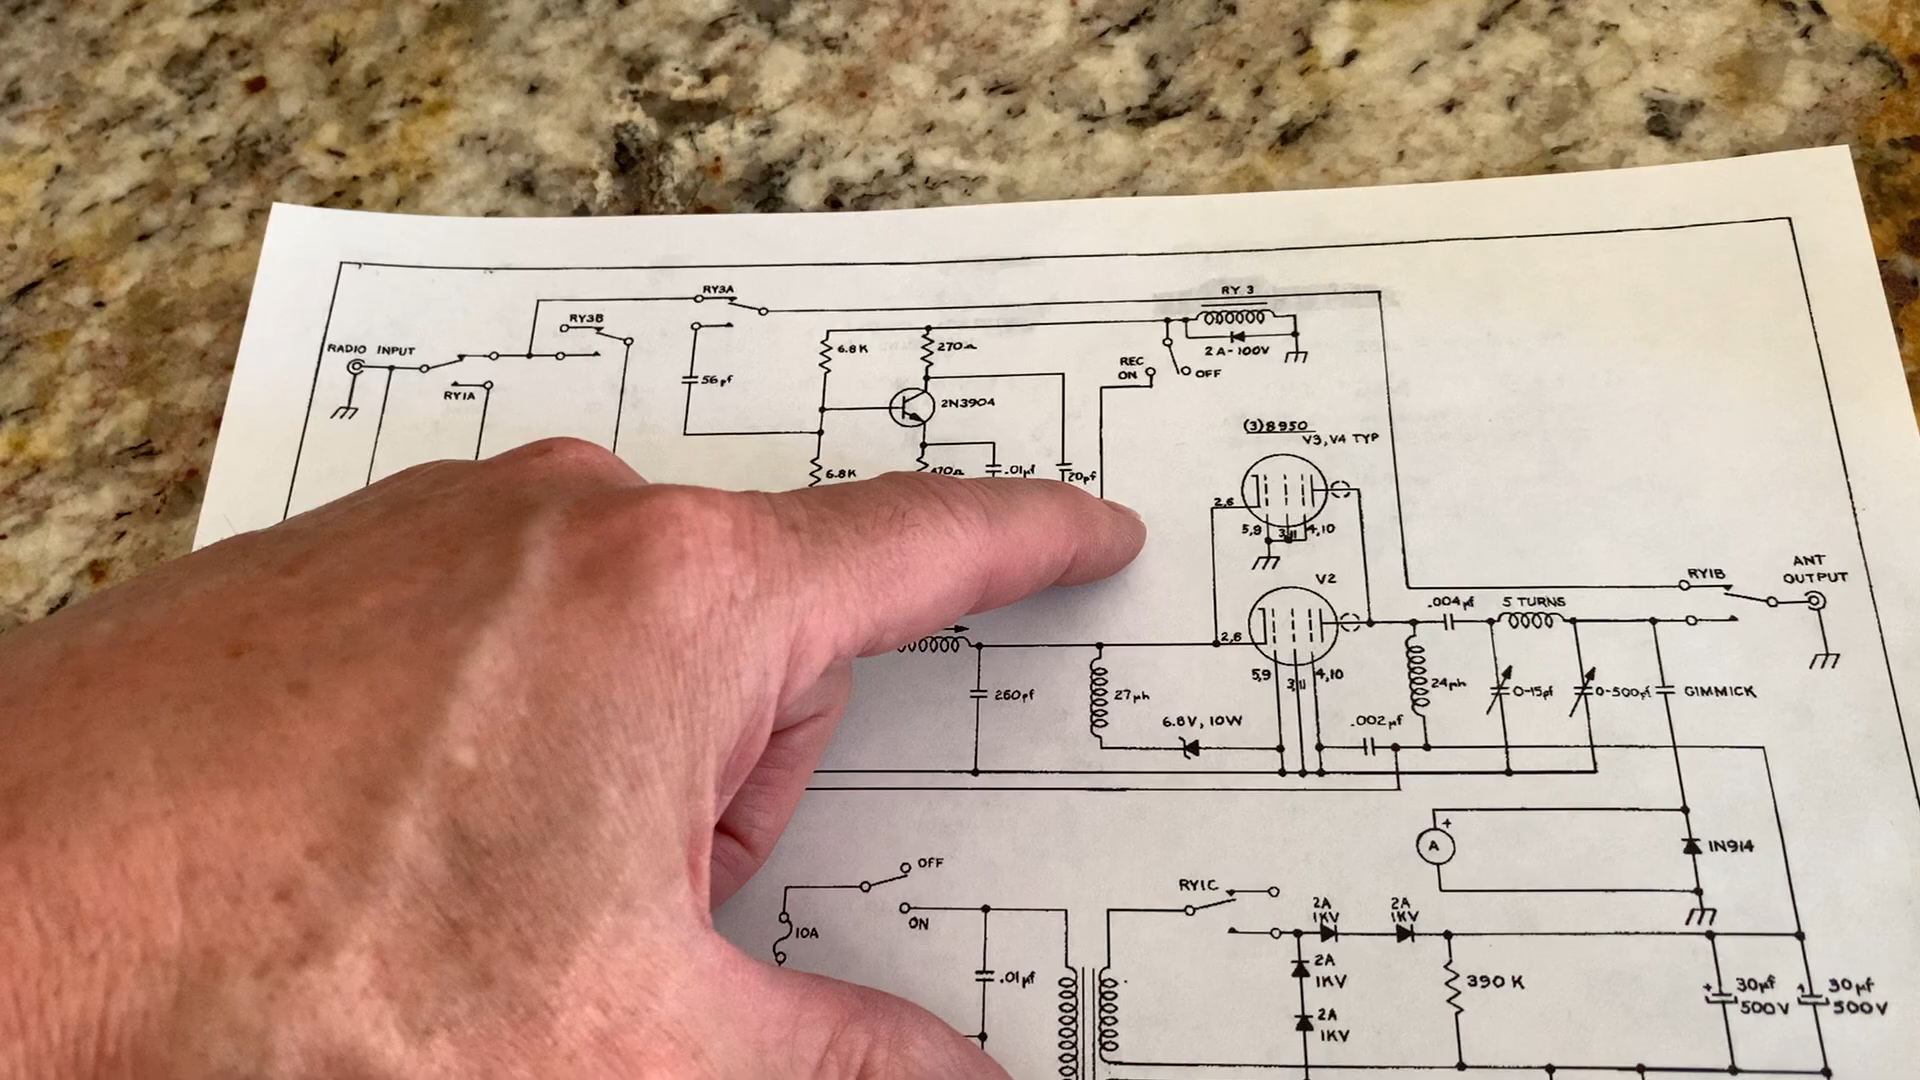 RY3A
RY 3
RY3B
RADIO INPUT
6.8K
270Ω
2A-100V
REC
ON
OFF
56pf
RY1A
2N3904
(3)8950
V3,V4 TYP
6.8K
.01µf
20pf
2,6
5,9
3,11
4,10
V2
ANT
OUTPUT
RY1B
.004µf
5 TURNS
2,6
5,9
3,11
4,10
24µh
0-15pf
0-500pf
GIMMICK
260pf
27µh
6.8V, 10W
.002µf
+
A
IN914
OFF
ON
10A
RY1C
2A
1KV
2A
1KV
.01µf
2A
1KV
390 K
+
30µf
500V
+
30µf
500V
2A
1KV